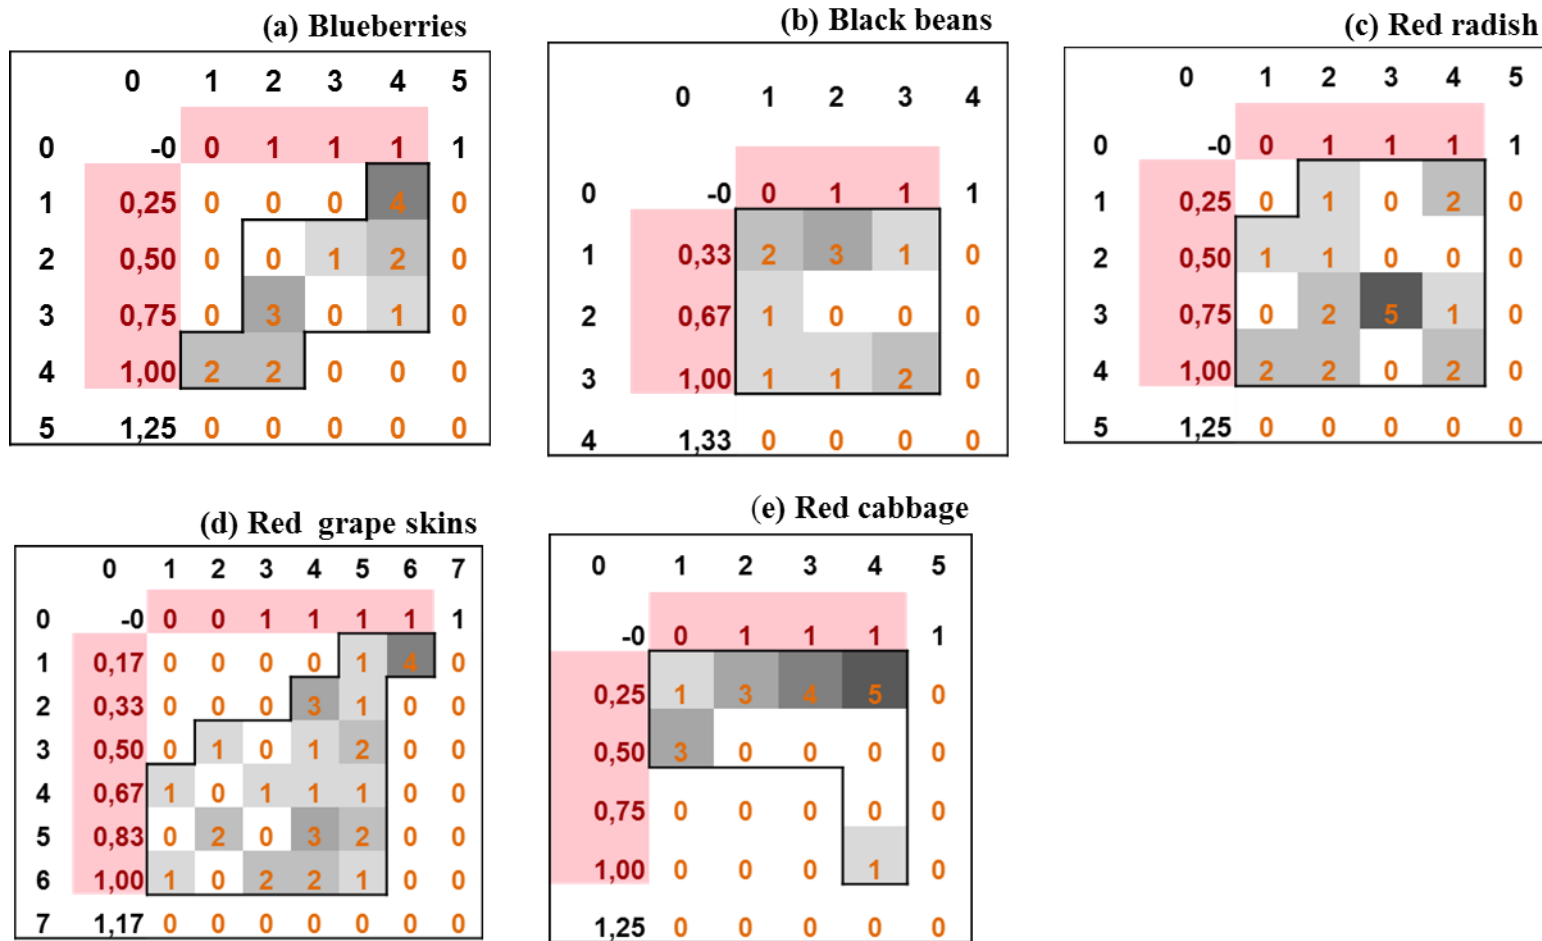 (a) Blueberries
0 1 2 3 4 5
0 -0 0 1 1 1 1
1 0,25 0 0 0 4 0
2 0,50 0 0 1 2 0
3 0,75 0 3 0 1 0
4 1,00 2 2 0 0 0
5 1,25 0 0 0 0 0
(b) Black beans
0 1 2 3 4
0 -0 0 1 1 1
1 0,33 2 3 1 0
2 0,67 1 0 0 0
3 1,00 1 1 2 0
4 1,33 0 0 0 0
(c) Red radish
0 1 2 3 4 5
0 -0 0 1 1 1 1
1 0,25 0 1 0 2 0
2 0,50 1 1 0 0 0
3 0,75 0 2 5 1 0
4 1,00 2 2 0 2 0
5 1,25 0 0 0 0 0
(d) Red grape skins
0 1 2 3 4 5 6 7
0 -0 0 0 1 1 1 1 1
1 0,17 0 0 0 0 1 4 0
2 0,33 0 0 0 3 1 0 0
3 0,50 0 1 0 1 2 0 0
4 0,67 1 0 1 1 1 0 0
5 0,83 0 2 0 3 2 0 0
6 1,00 1 0 2 2 1 0 0
7 1,17 0 0 0 0 0 0 0
(e) Red cabbage
0 1 2 3 4 5
-0 0 1 1 1 1
0,25 1 3 4 5 0
0,50 3 0 0 0 0
0,75 0 0 0 0 0
1,00 0 0 0 1 0
1,25 0 0 0 0 0